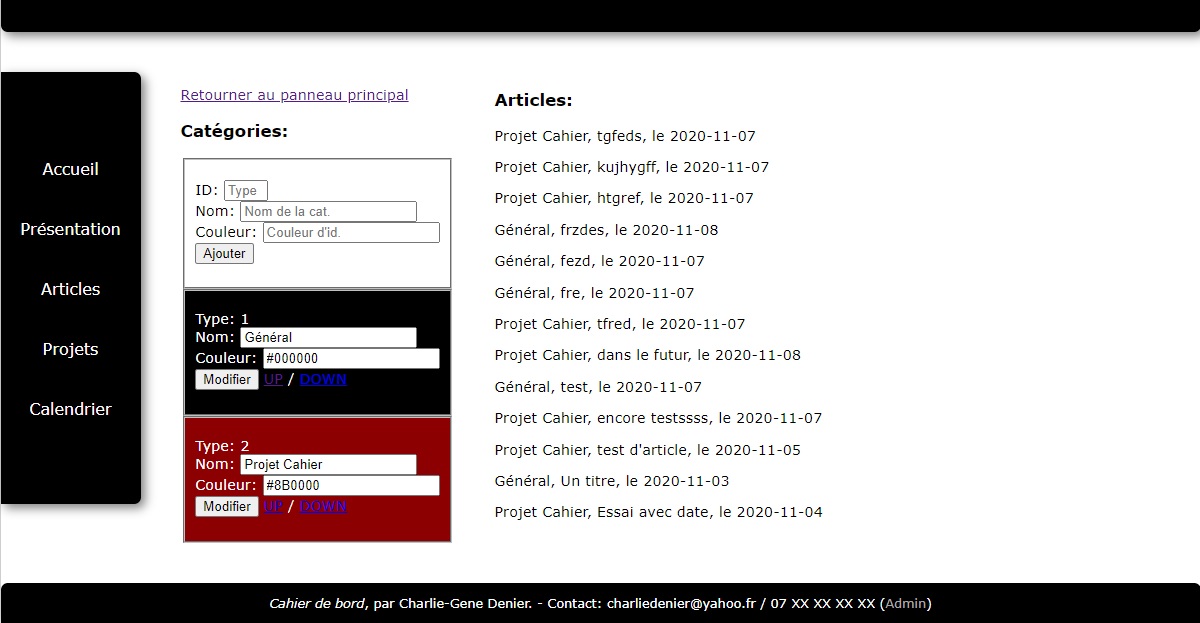 Accueil
Présentation
Articles
Projets
Calendrier
Retourner au panneau principal
Catégories:
ID: Type
Nom: Nom de la cat.
Couleur: Couleur d'id.
Ajouter
Type: 1
Nom: Général
Couleur: #000000
Modifier UP / DOWN
Type: 2
Nom: Projet Cahier
Couleur: #8B0000
Modifier UP / DOWN
Articles:
Projet Cahier, tgfeds, le 2020-11-07
Projet Cahier, kujhygff, le 2020-11-07
Projet Cahier, htgref, le 2020-11-07
Général, frzdes, le 2020-11-08
Général, fezd, le 2020-11-07
Général, fre, le 2020-11-07
Projet Cahier, tfred, le 2020-11-07
Projet Cahier, dans le futur, le 2020-11-08
Général, test, le 2020-11-07
Projet Cahier, encore testssss, le 2020-11-07
Projet Cahier, test d'article, le 2020-11-05
Général, Un titre, le 2020-11-03
Projet Cahier, Essai avec date, le 2020-11-04
Cahier de bord, par Charlie-Gene Denier. - Contact: charliedenier@yahoo.fr / 07 XX XX XX XX (Admin)